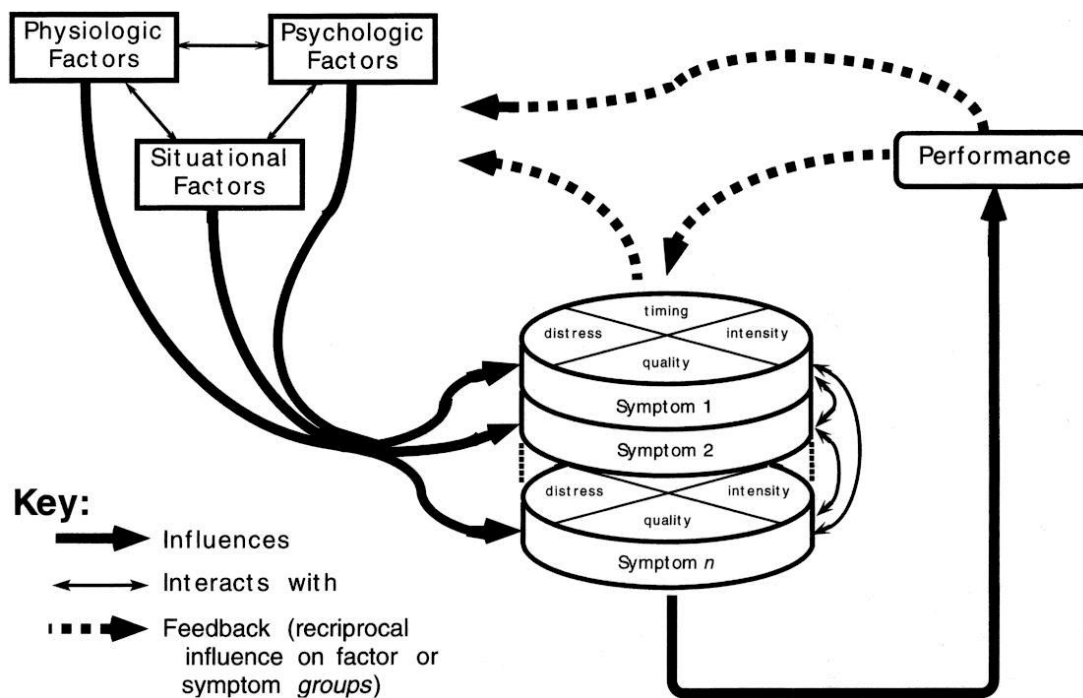 Physiologic
Factors
Psychologic
Factors
Situational
Factors
Performance
timing
distress
intensity
quality
Symptom 1
Symptom 2
distress
intensity
quality
Symptom n
Key:
Influences
Interacts with
Feedback (recriprocal
influence on factor or
symptom groups)